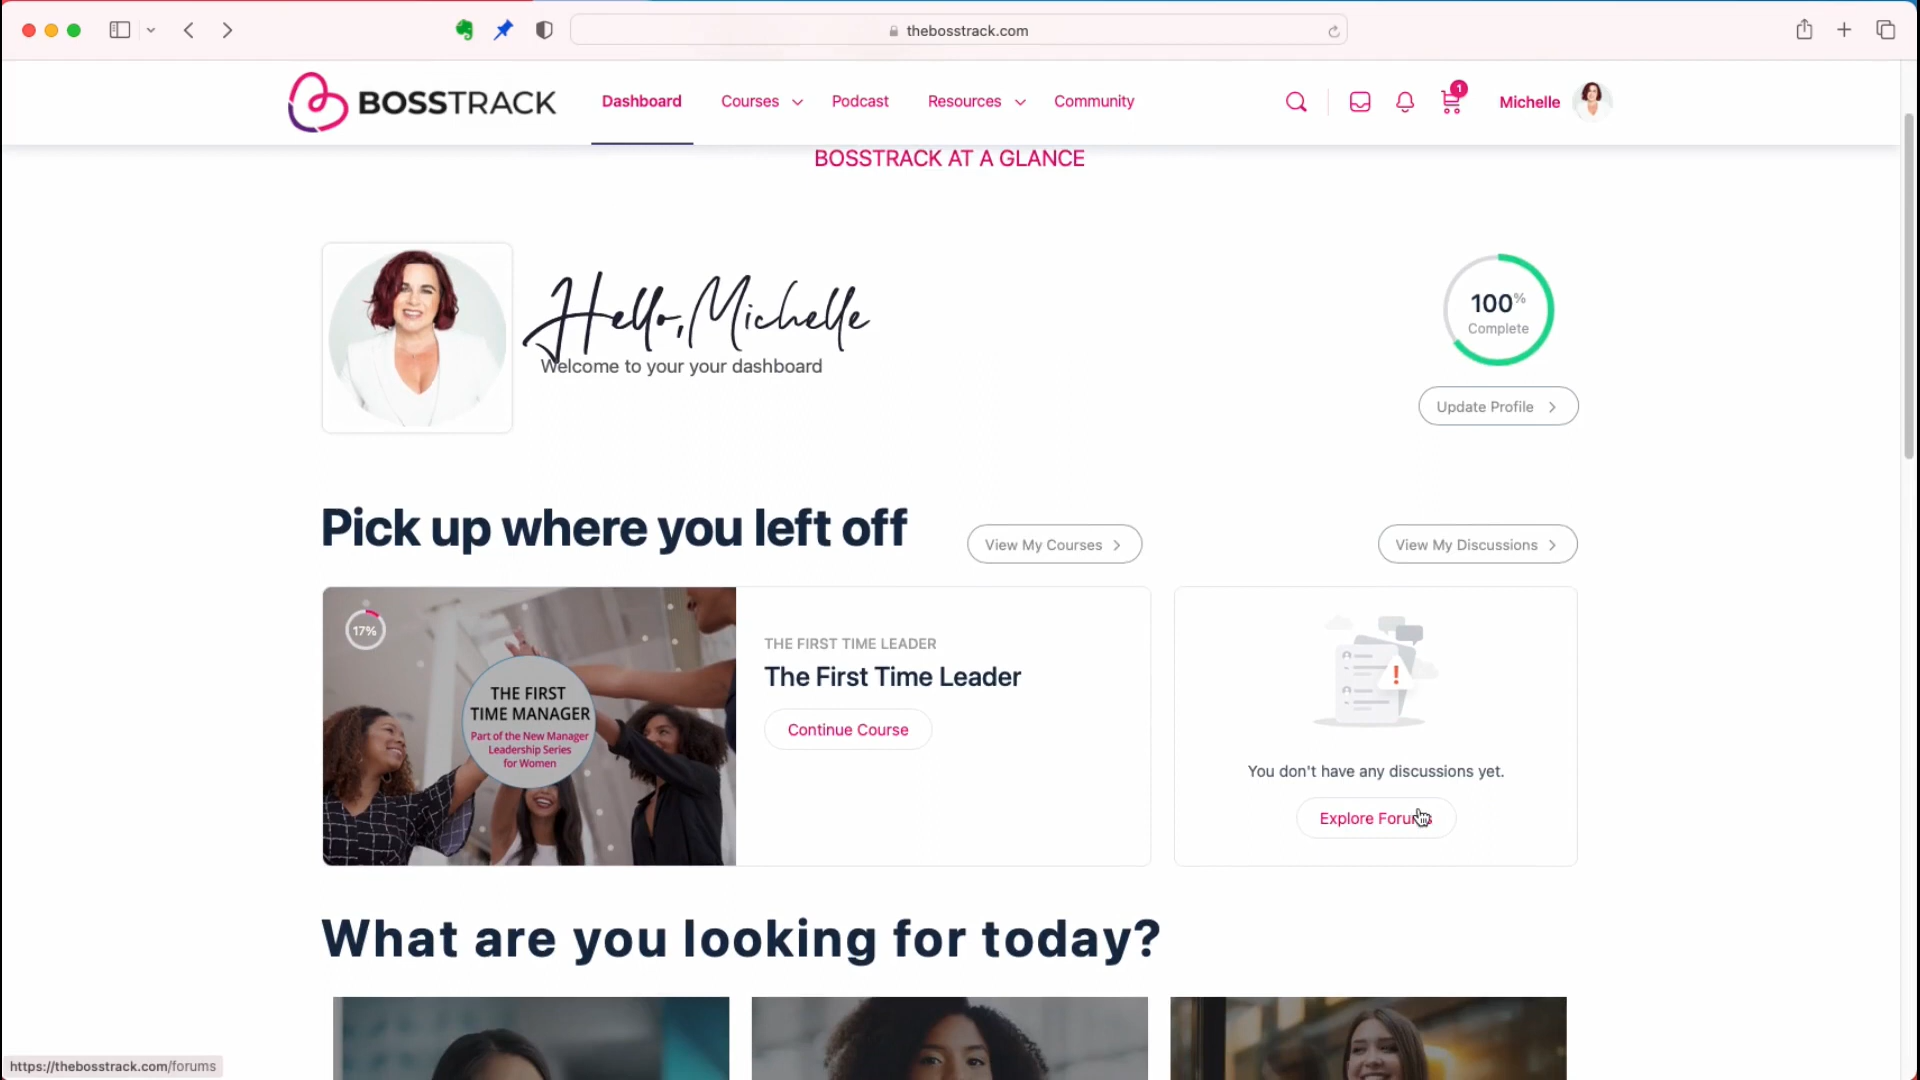 thebosstrack.com
BOSSTRACK
Dashboard
Courses
Podcast
Resources
Community
1
Michelle
BOSSTRACK AT A GLANCE
Hello, Michelle
Welcome to your your dashboard
100%
Complete
Update Profile
Pick up where you left off
View My Courses
View My Discussions
17%
THE FIRST
TIME MANAGER
Part of the New Manager
Leadership Series
for Women
THE FIRST TIME LEADER
The First Time Leader
Continue Course
You don't have any discussions yet.
Explore Forums
What are you looking for today?
https://thebosstrack.com/forums